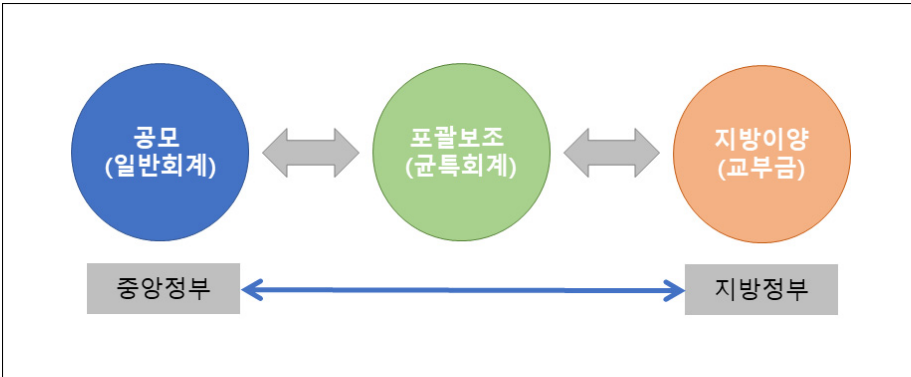 공모
(일반회계)
포괄보조
(균특회계)
지방이양
(교부금)
중앙정부
지방정부